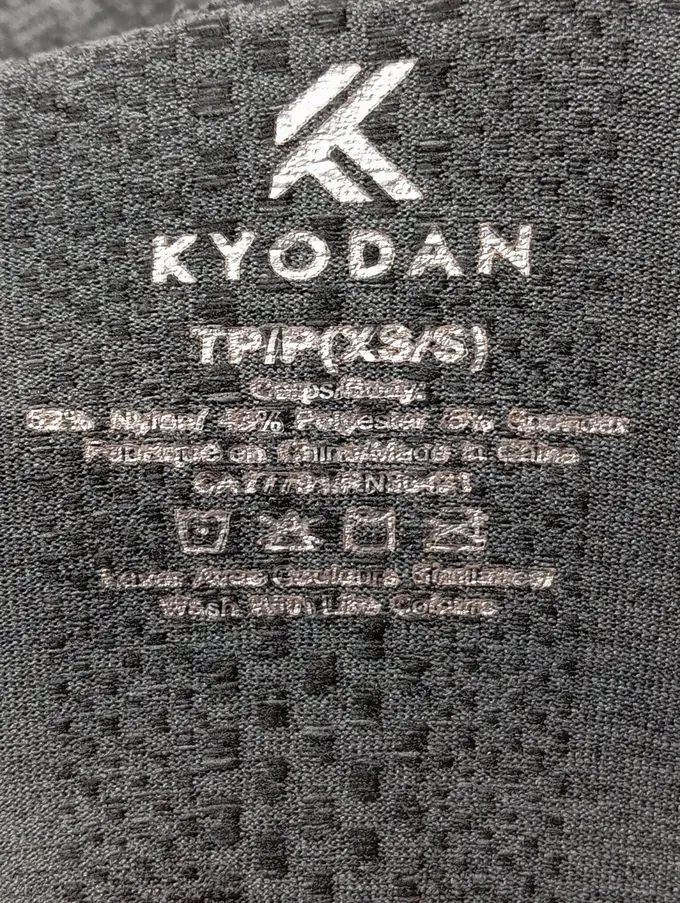 KYODAN
TP/P(XS/S)
Corps/Body:
52% Nylon/ 43% Polyester /5% Spandex
Fabriqué en Chine/Made in China
Laver Avec Couleurs Similaires/
Wash With Like Colours